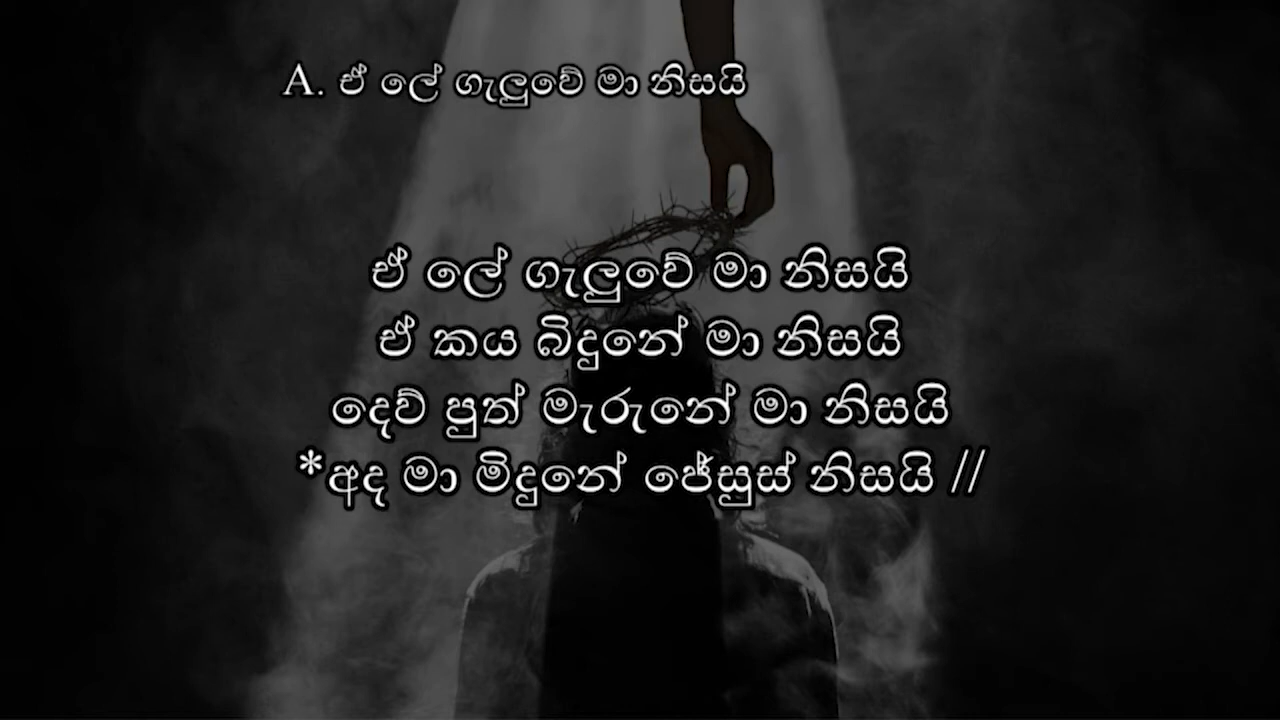 A. ඒ ලේ ගැලුවේ මා නිසයි
ඒ ලේ ගැලුවේ මා නිසයි
ඒ කය බිදුනේ මා නිසයි
දෙව් පුත් මැරුනේ මා නිසයි
*අද මා මිදුනේ ජේසුස් නිසයි //